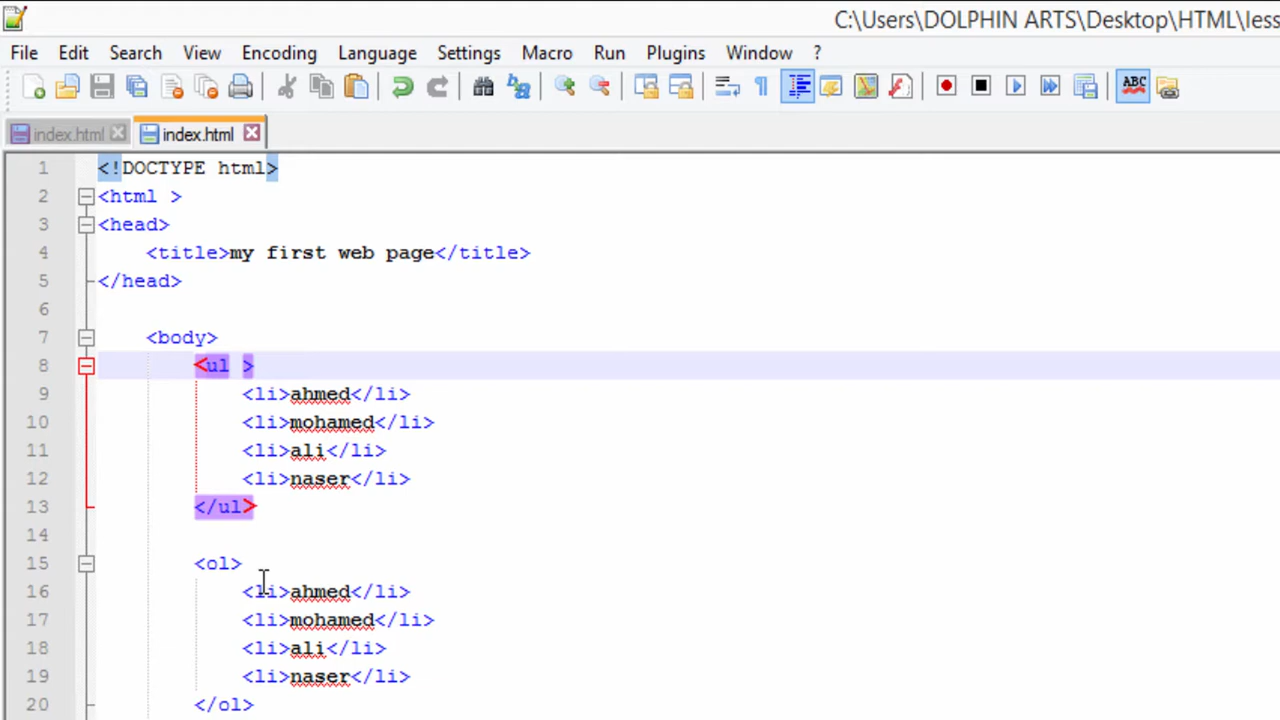 C:\Users\DOLPHIN ARTS\Desktop\HTML\less
File Edit Search View Encoding Language Settings Macro Run Plugins Window ?
ABC
index.html index.html
1 <!DOCTYPE html>
2 <html >
3 <head>
4 <title>my first web page</title>
5 </head>
6
7 <body>
8 <ul >
9 <li>ahmed</li>
10 <li>mohamed</li>
11 <li>ali</li>
12 <li>naser</li>
13 </ul>
14
15 <ol>
16 <li>ahmed</li>
17 <li>mohamed</li>
18 <li>ali</li>
19 <li>naser</li>
20 </ol>